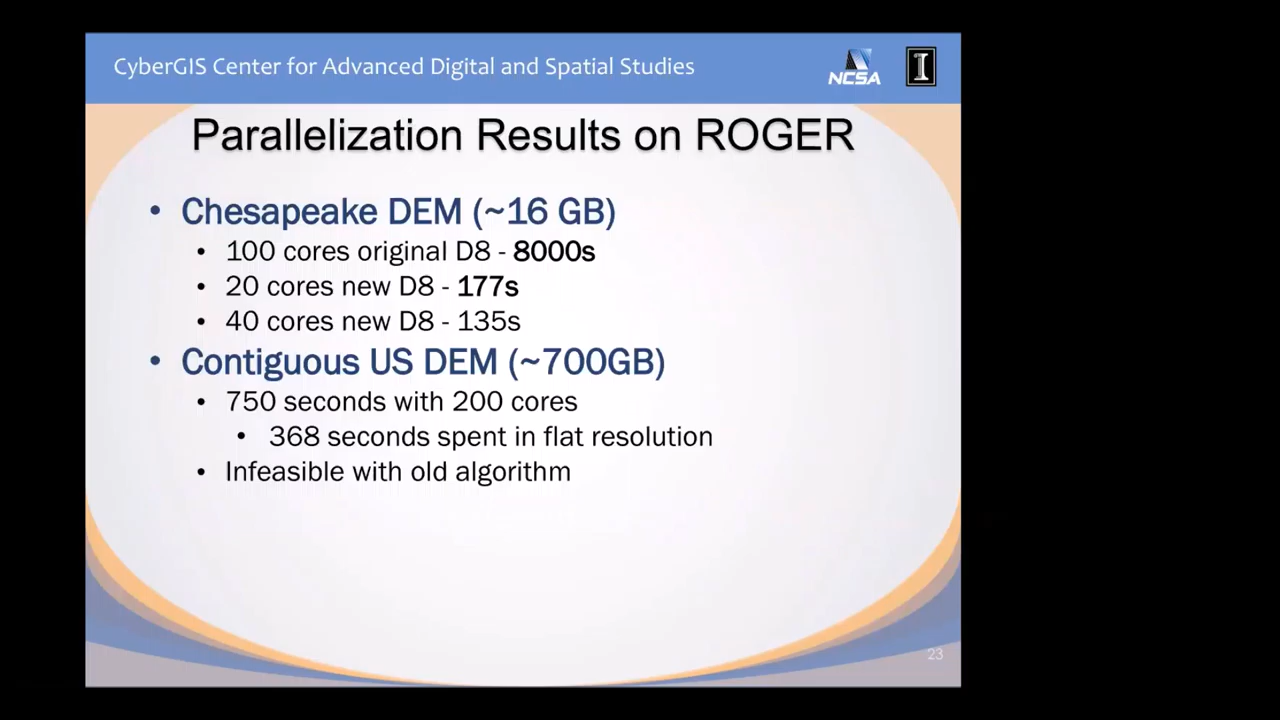 CyberGIS Center for Advanced Digital and Spatial Studies
NCSA
I
Parallelization Results on ROGER
• Chesapeake DEM (~16 GB)
• 100 cores original D8 - 8000s
• 20 cores new D8 - 177s
• 40 cores new D8 - 135s
• Contiguous US DEM (~700GB)
• 750 seconds with 200 cores
• 368 seconds spent in flat resolution
• Infeasible with old algorithm
23